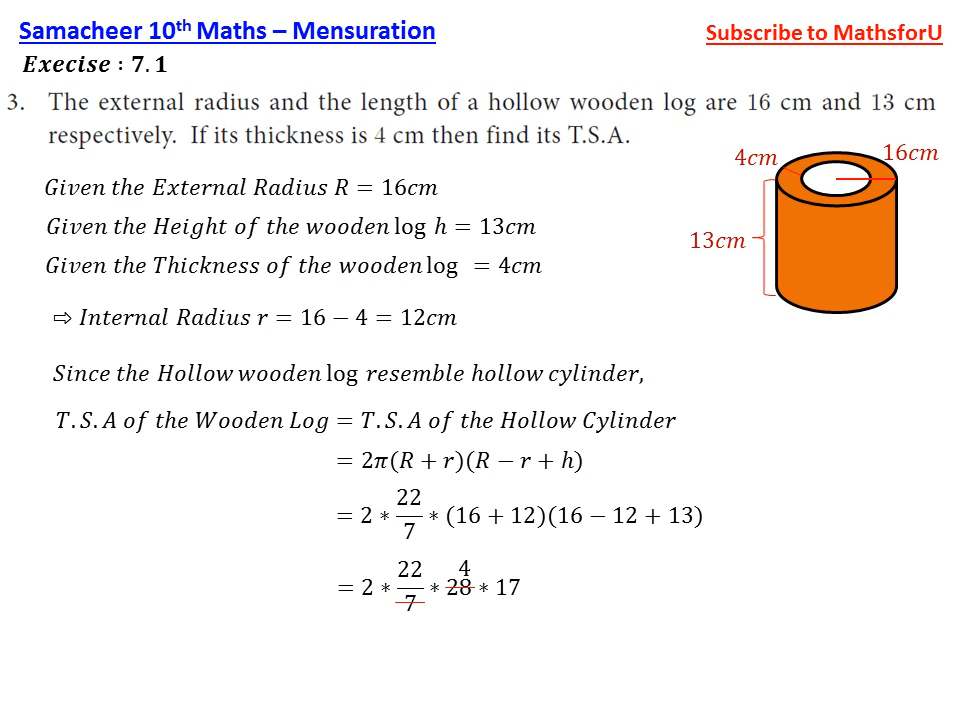 Samacheer 10th Maths – Mensuration
Subscribe to MathsforU
Execise : 7.1
3. The external radius and the length of a hollow wooden log are 16 cm and 13 cm
respectively. If its thickness is 4 cm then find its T.S.A.
4cm
16cm
13cm
Given the External Radius R = 16cm
Given the Height of the wooden log h = 13cm
Given the Thickness of the wooden log = 4cm
⇨ Internal Radius r = 16 − 4 = 12cm
Since the Hollow wooden log resemble hollow cylinder,
T.S.A of the Wooden Log = T.S.A of the Hollow Cylinder
= 2π(R + r)(R − r + h)
= 2 ∗ 22/7 ∗ (16 + 12)(16 − 12 + 13)
4
= 2 ∗ 22/7 ∗ 28 ∗ 17